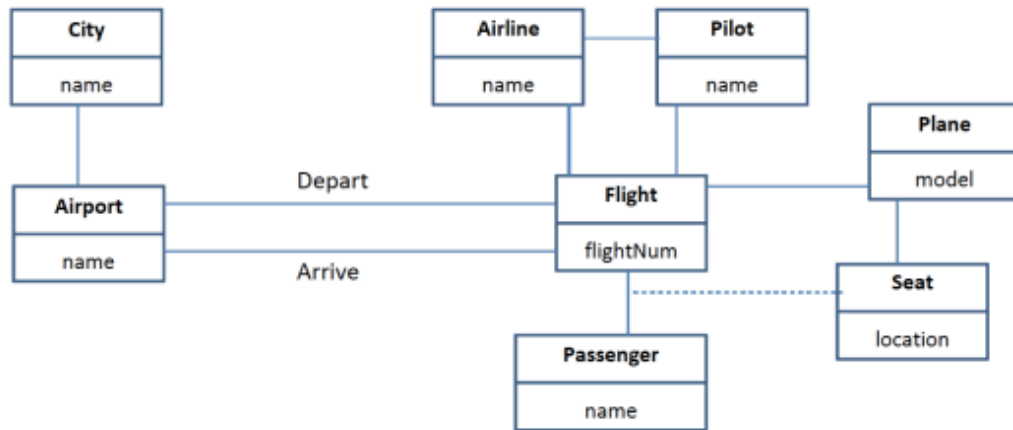 City
name
Airline
name
Pilot
name
Plane
model
Depart
Airport
name
Arrive
Flight
flightNum
Seat
location
Passenger
name